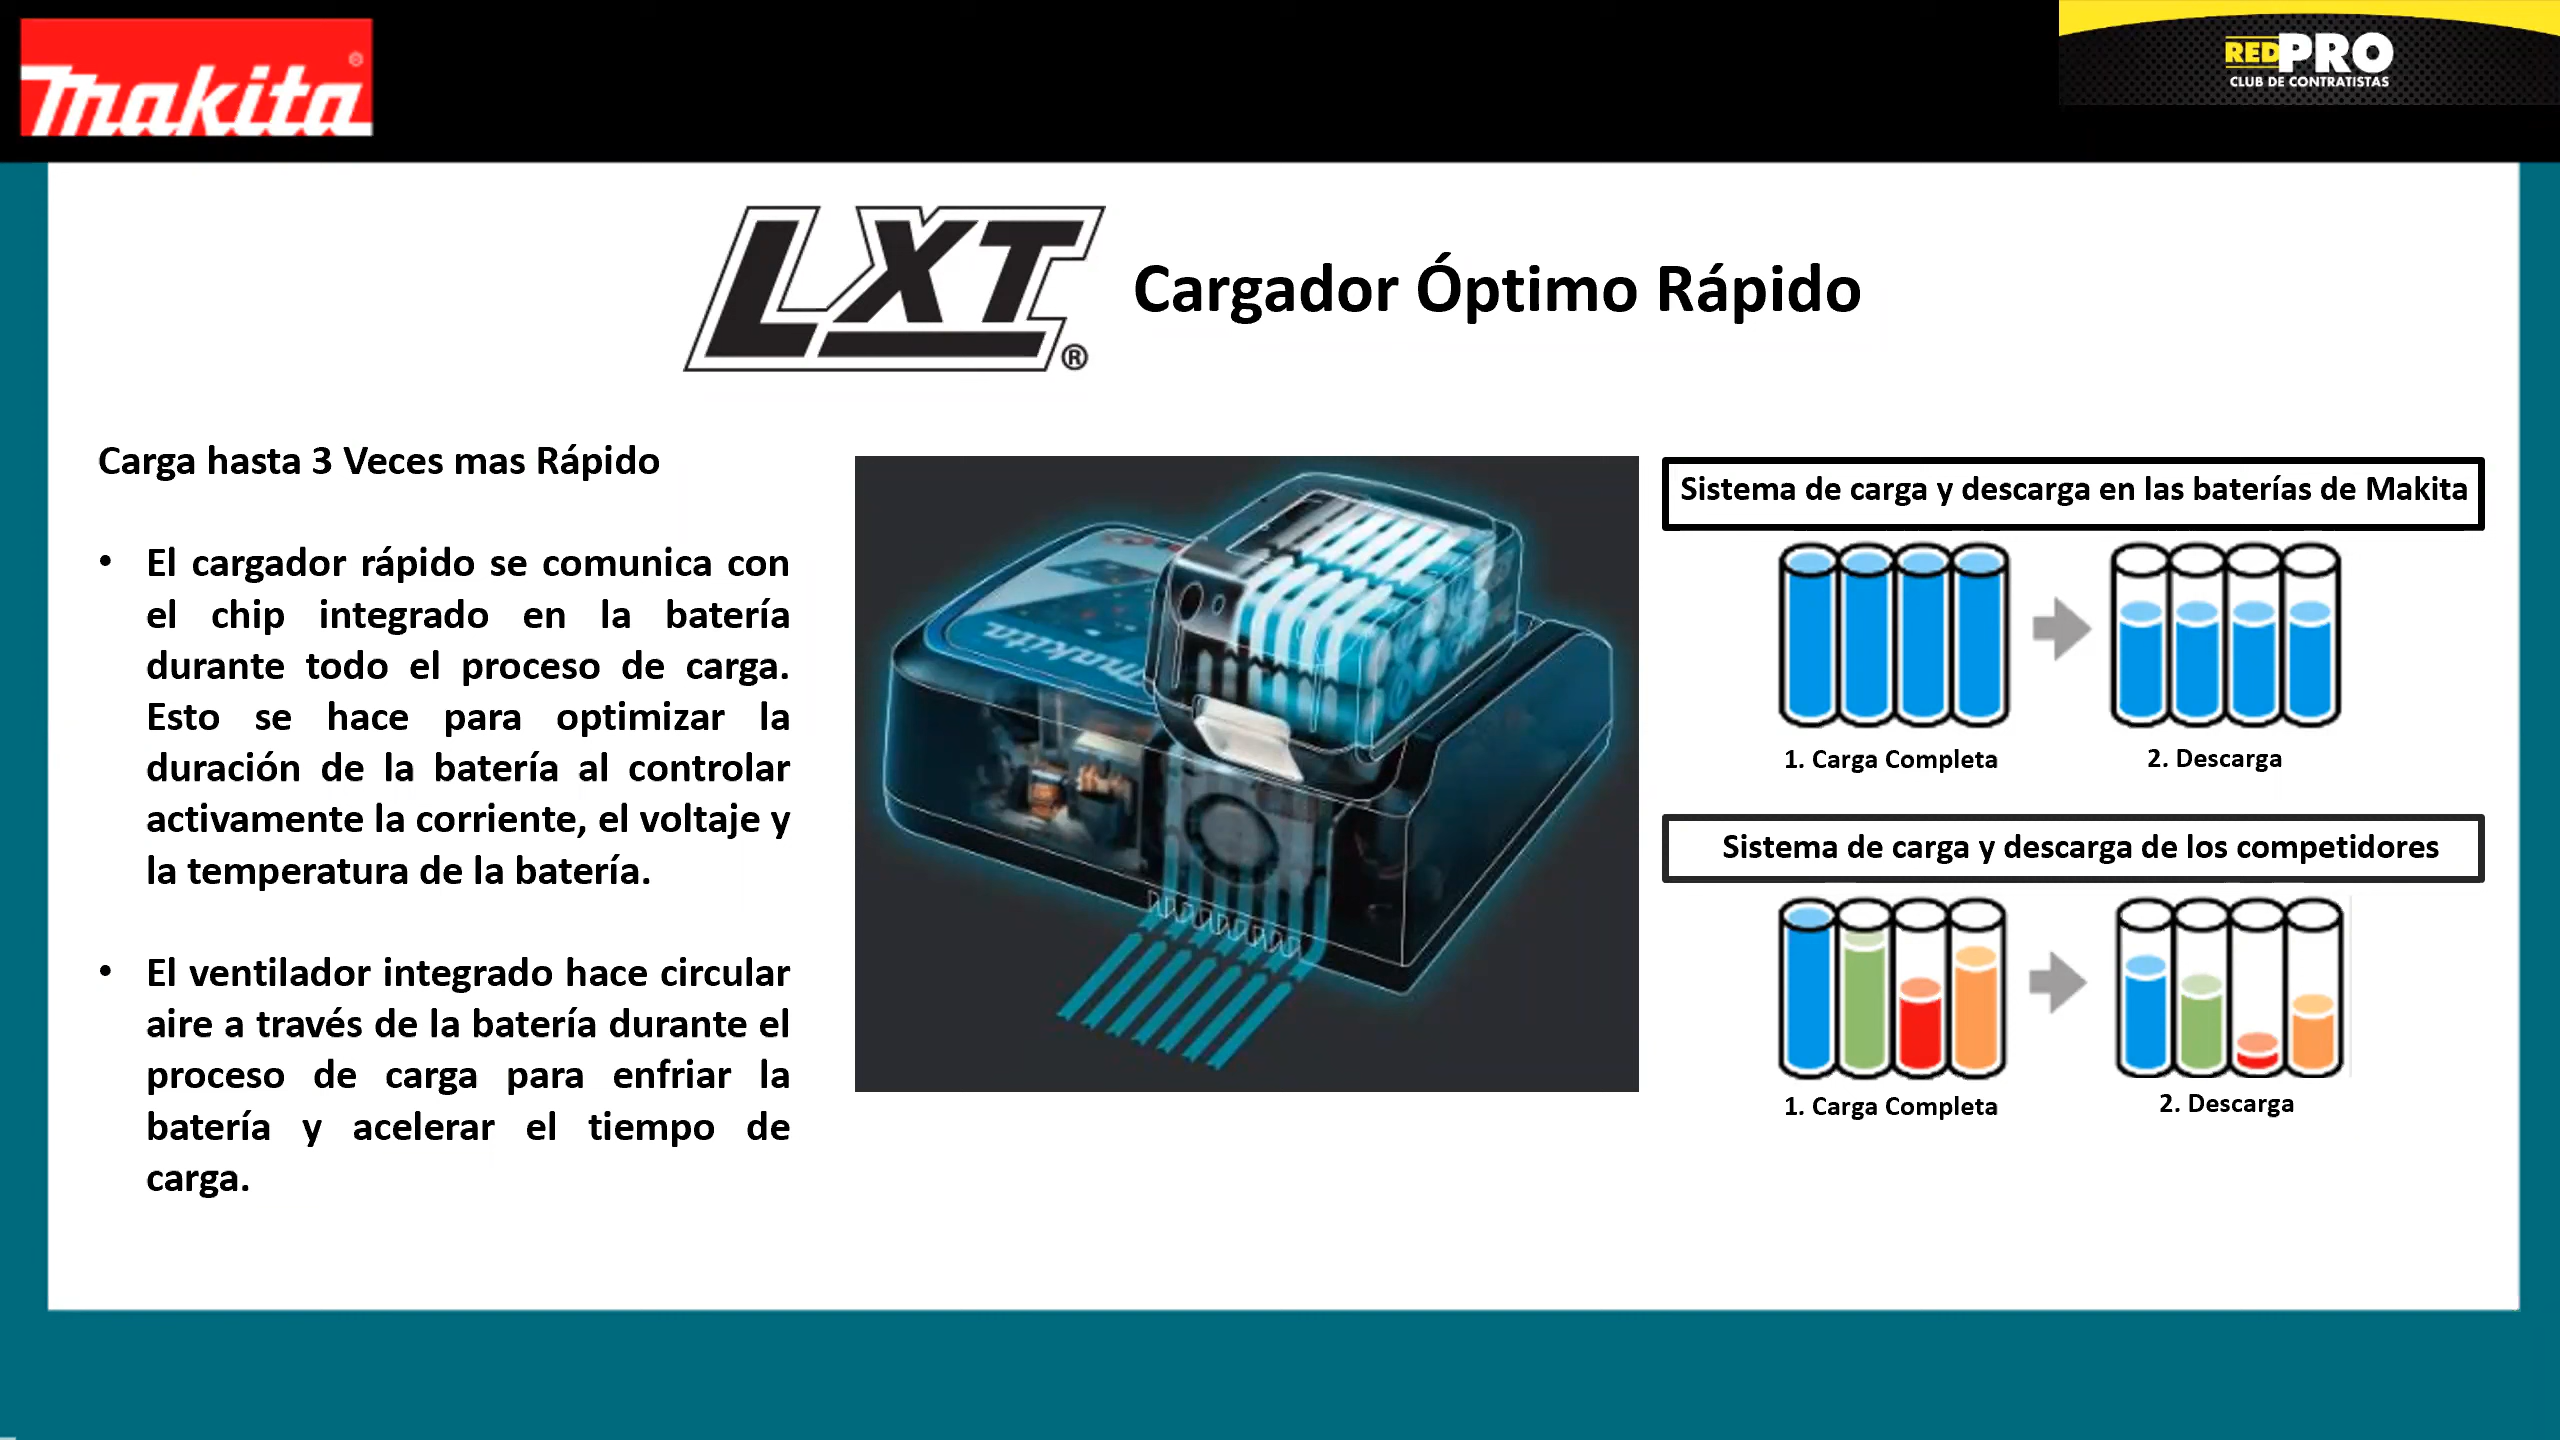 makita
REDPRO
CLUB DE CONTRATISTAS
LXT® Cargador Óptimo Rápido
Carga hasta 3 Veces mas Rápido
• El cargador rápido se comunica con
el chip integrado en la batería
durante todo el proceso de carga.
Esto se hace para optimizar la
duración de la batería al controlar
activamente la corriente, el voltaje y
la temperatura de la batería.
• El ventilador integrado hace circular
aire a través de la batería durante el
proceso de carga para enfriar la
batería y acelerar el tiempo de
carga.
makita
Sistema de carga y descarga en las baterías de Makita
1. Carga Completa
2. Descarga
Sistema de carga y descarga de los competidores
1. Carga Completa
2. Descarga